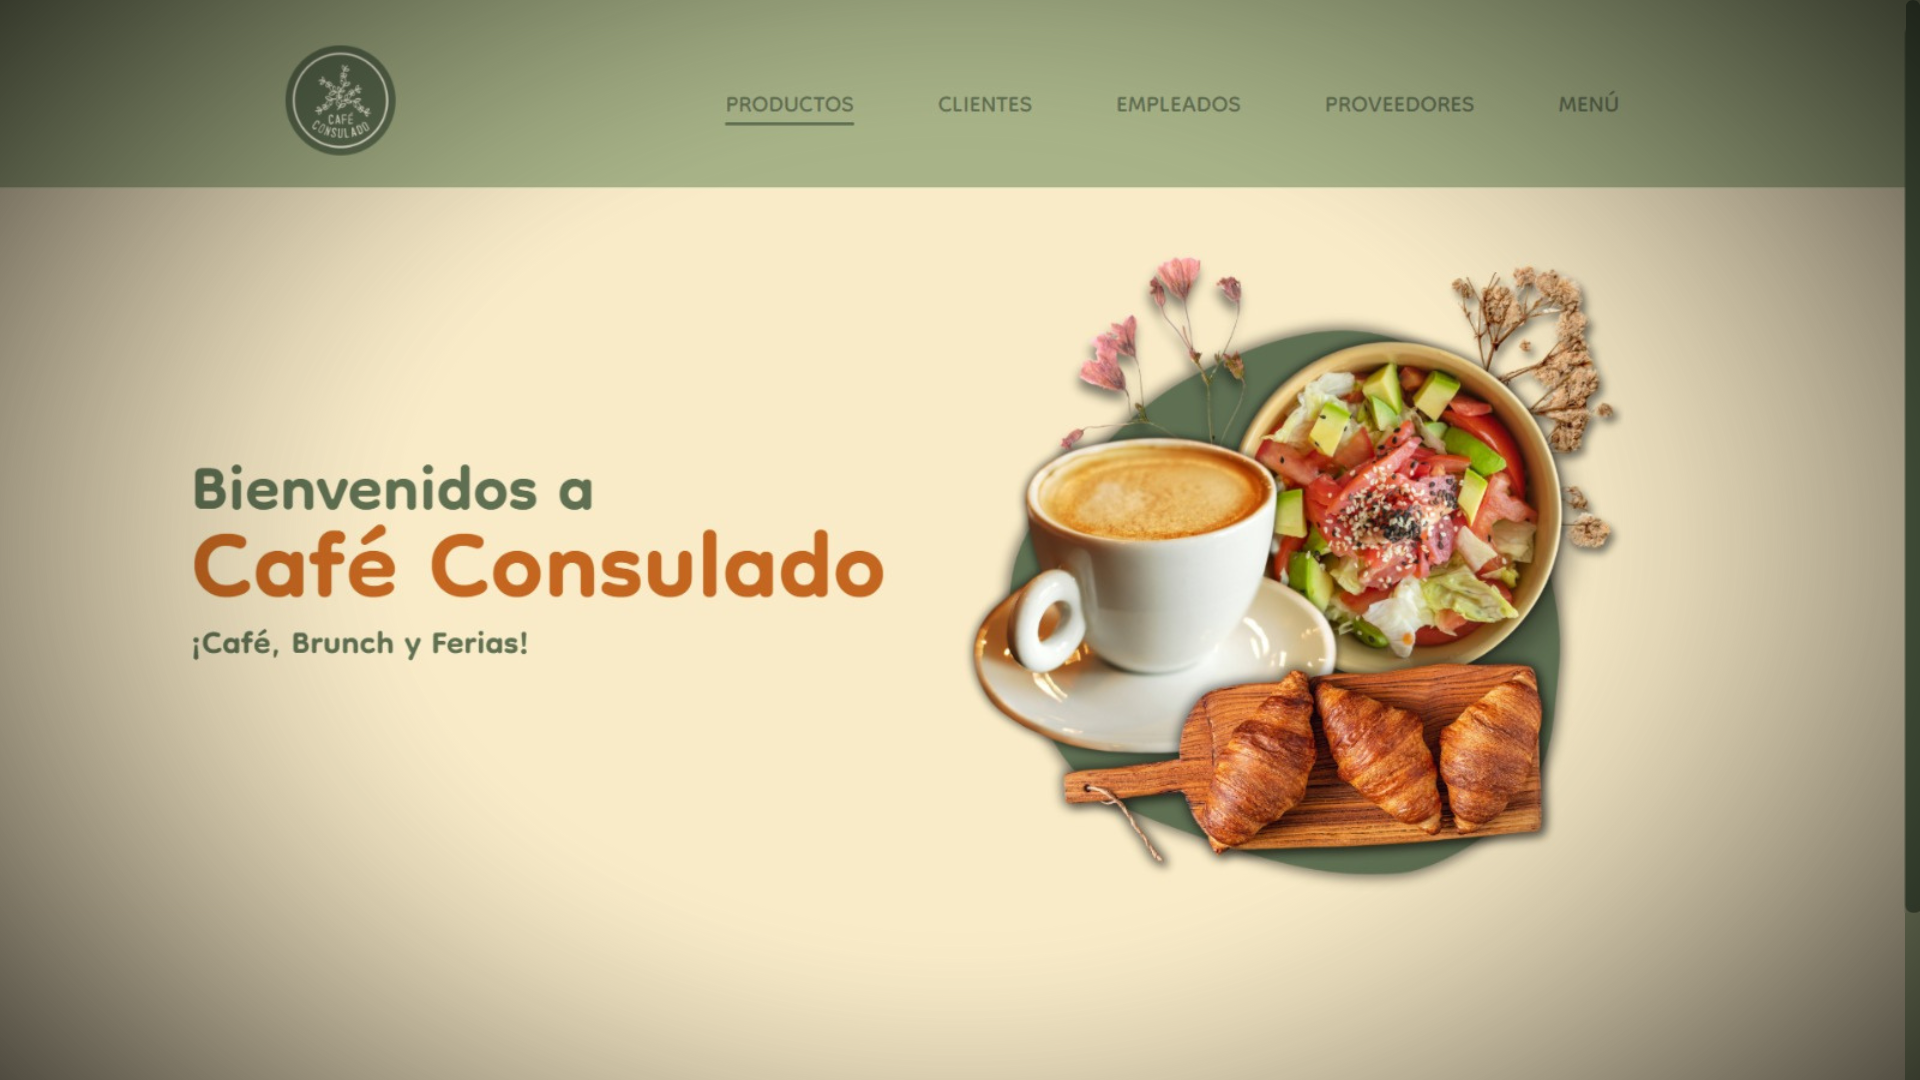 CAFÉ
CONSULADO
PRODUCTOS
CLIENTES
EMPLEADOS
PROVEEDORES
MENÚ
Bienvenidos a
Café Consulado
¡Café, Brunch y Ferias!